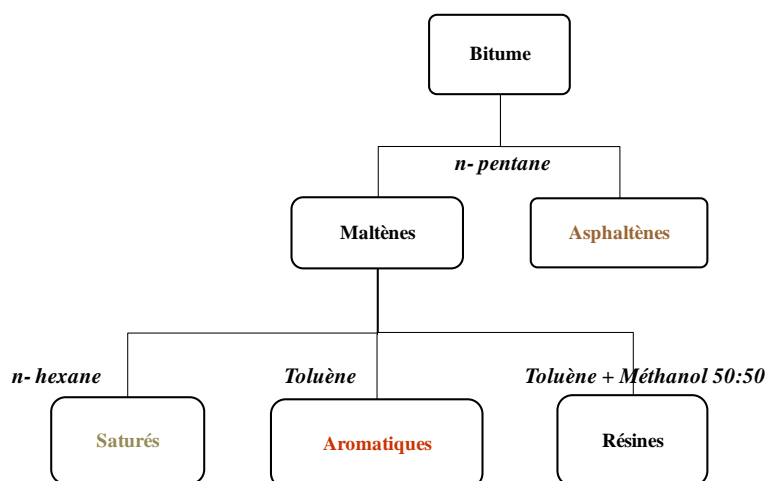 Bitume
n- pentane
Maltènes
Asphaltènes
n- hexane
Toluène
Toluène + Méthanol 50:50
Saturés
Aromatiques
Résines